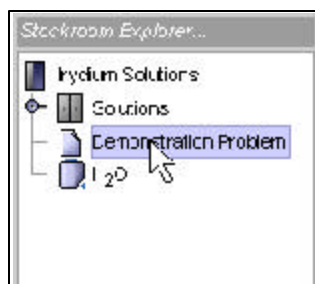 Stockroom Explorer...
Irydium Solutions
Solutions
Demonstration Problem
H₂O